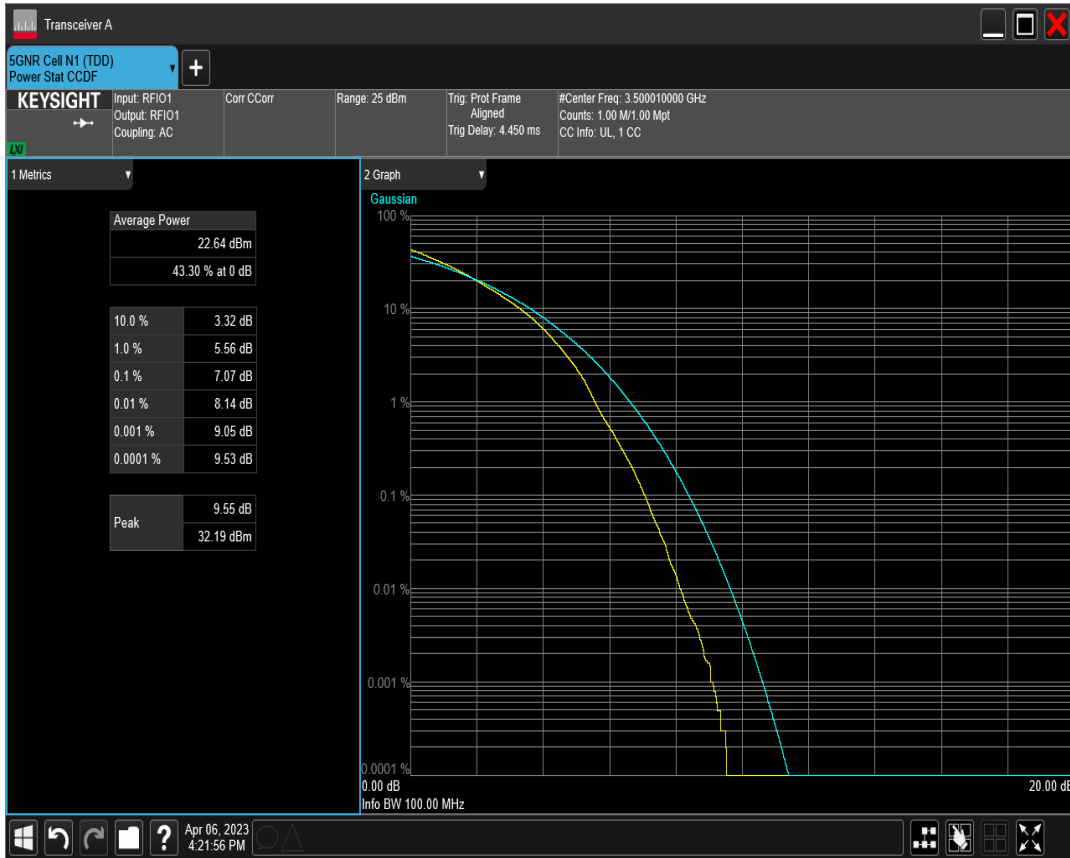 Transceiver A
5GNR Cell N1 (TDD)
Power Stat CCDF
KEYSIGHT
LXI
Input: RFIO1
Output: RFIO1
Coupling: AC
Corr CCorr
Range: 25 dBm
Trig: Prot Frame
Aligned
Trig Delay: 4.450 ms
#Center Freq: 3.500010000 GHz
Counts: 1.00 M/1.00 Mpt
CC Info: UL, 1 CC
1 Metrics
Average Power
22.64 dBm
43.30 % at 0 dB
10.0 % 3.32 dB
1.0 % 5.56 dB
0.1 % 7.07 dB
0.01 % 8.14 dB
0.001 % 9.05 dB
0.0001 % 9.53 dB
Peak
9.55 dB
32.19 dBm
2 Graph
Gaussian
100 %
10 %
1 %
0.1 %
0.01 %
0.001 %
0.0001 %
0.00 dB 20.00 dB
Info BW 100.00 MHz
Apr 06, 2023
4:21:56 PM